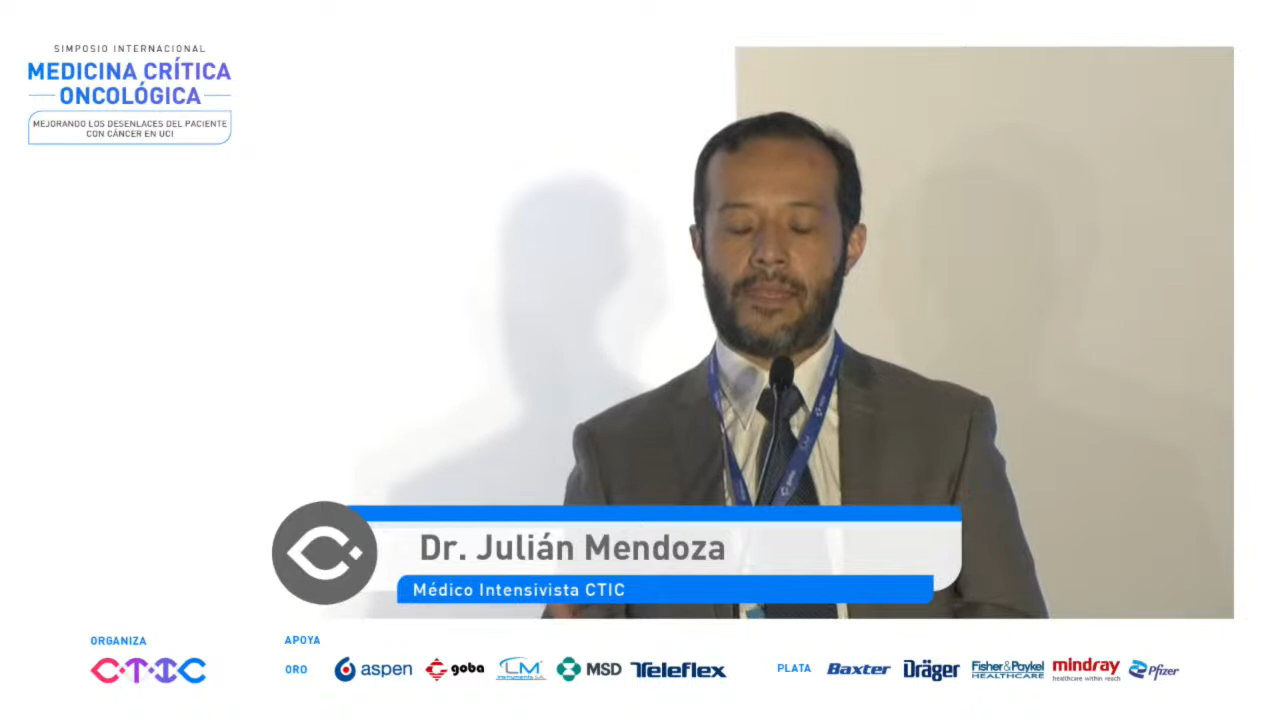 SIMPOSIO INTERNACIONAL
MEDICINA CRÍTICA
ONCOLÓGICA
MEJORANDO LOS DESENLACES DEL PACIENTE
CON CÁNCER EN UCI
Dr. Julián Mendoza
Médico Intensivista CTIC
ORGANIZA
CTIC
APOYA
ORO
aspen
goba
LM
instruments S.A.
MSD
Teleflex
PLATA
Baxter
Dräger
Fisher & Paykel
HEALTHCARE
mindray
healthcare within reach
Pfizer